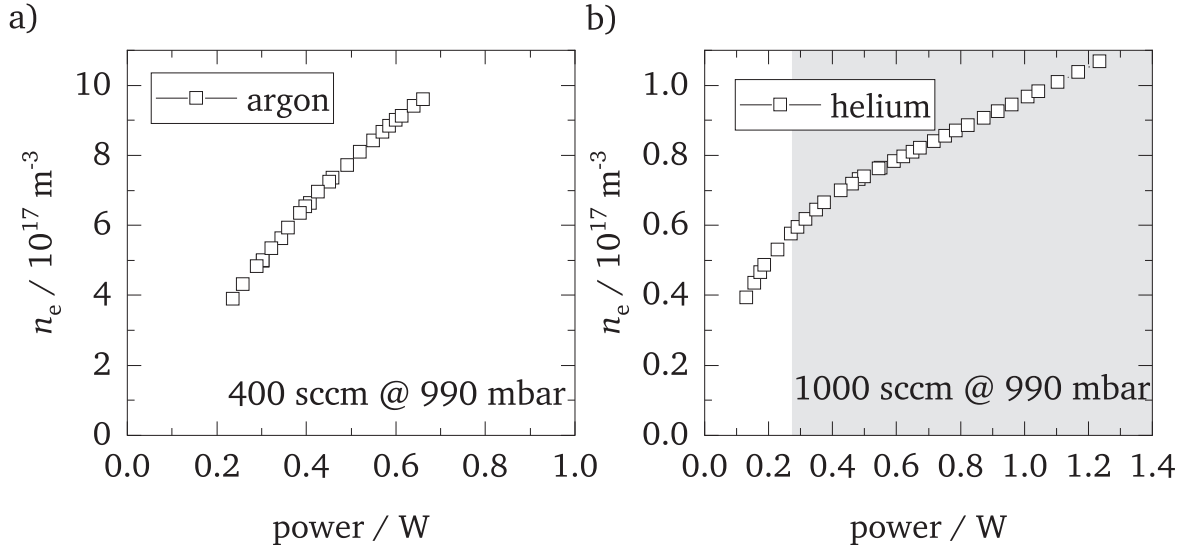 a)
10
8
6
4
2
0
n_e / 10^17 m^-3
argon
400 sccm @ 990 mbar
0.0 0.2 0.4 0.6 0.8 1.0
power / W
b)
1.0
0.8
0.6
0.4
0.2
0.0
n_e / 10^17 m^-3
helium
1000 sccm @ 990 mbar
0.0 0.2 0.4 0.6 0.8 1.0 1.2 1.4
power / W